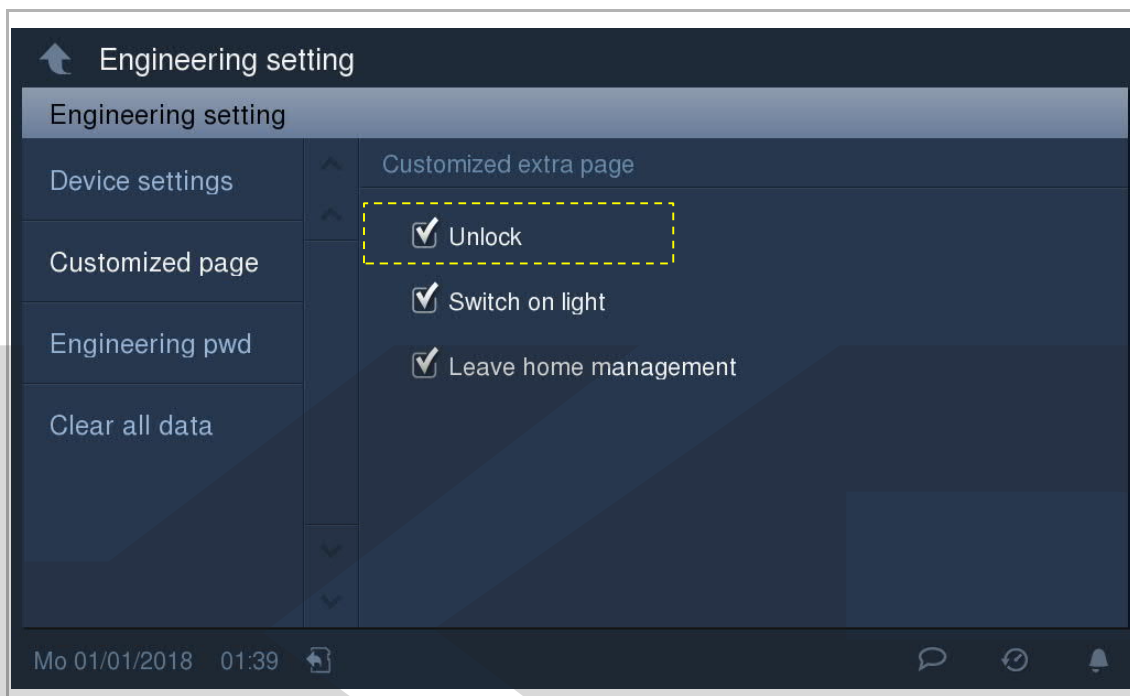 Engineering setting
Engineering setting
Device settings
Customized page
Engineering pwd
Clear all data
Customized extra page
Unlock
Switch on light
Leave home management
Mo 01/01/2018 01:39